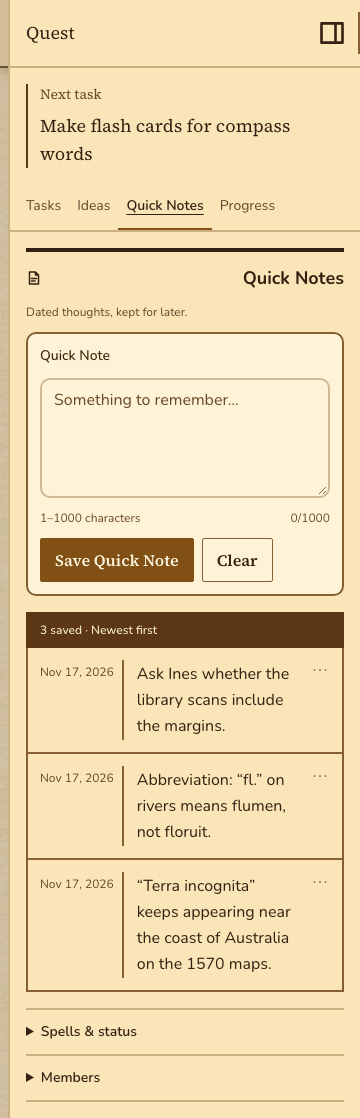 Quest
Next task
Make flash cards for compass
words
Tasks Ideas Quick Notes Progress
Quick Notes
Dated thoughts, kept for later.
Quick Note
Something to remember...
1–1000 characters 0/1000
Save Quick Note Clear
3 saved · Newest first
Nov 17, 2026 Ask Ines whether the ...
library scans include
the margins.
Nov 17, 2026 Abbreviation: “fl.” on ...
rivers means flumen,
not floruit.
Nov 17, 2026 “Terra incognita” ...
keeps appearing near
the coast of Australia
on the 1570 maps.
Spells & status
Members